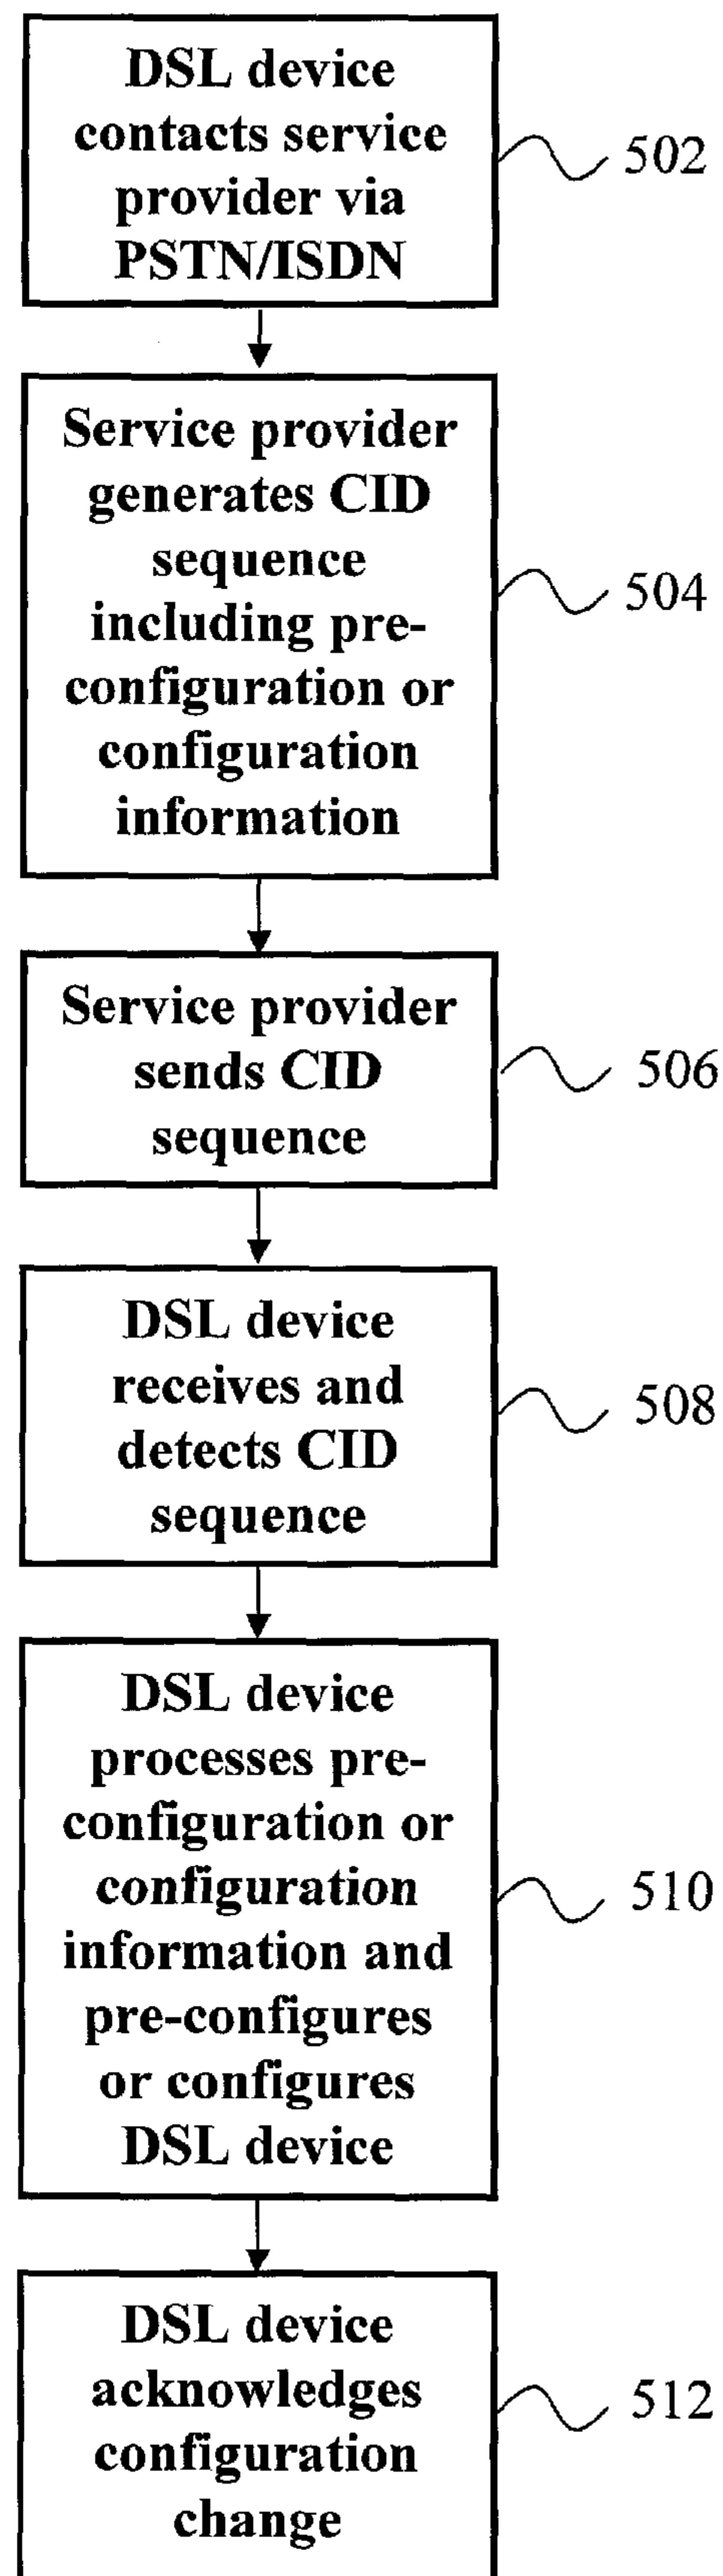 DSL device
contacts service
provider via
PSTN/ISDN
502
Service provider
generates CID
sequence
including pre-
configuration or
configuration
information
504
Service provider
sends CID
sequence
506
DSL device
receives and
detects CID
sequence
508
DSL device
processes pre-
configuration or
configuration
information and
pre-configures
or configures
DSL device
510
DSL device
acknowledges
configuration
change
512